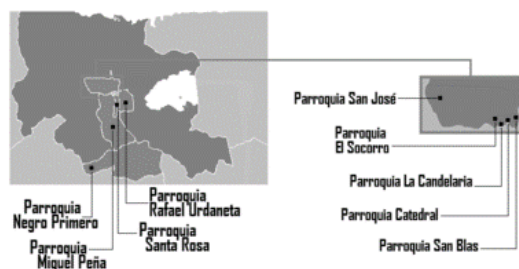 Parroquia San José
Parroquia
El Socorro
Parroquia La Candelaria
Parroquia Catedral
Parroquia San Blas
Parroquia
Rafael Urdaneta
Parroquia
Negro Primero
Parroquia
Santa Rosa
Parroquia
Miguel Peña